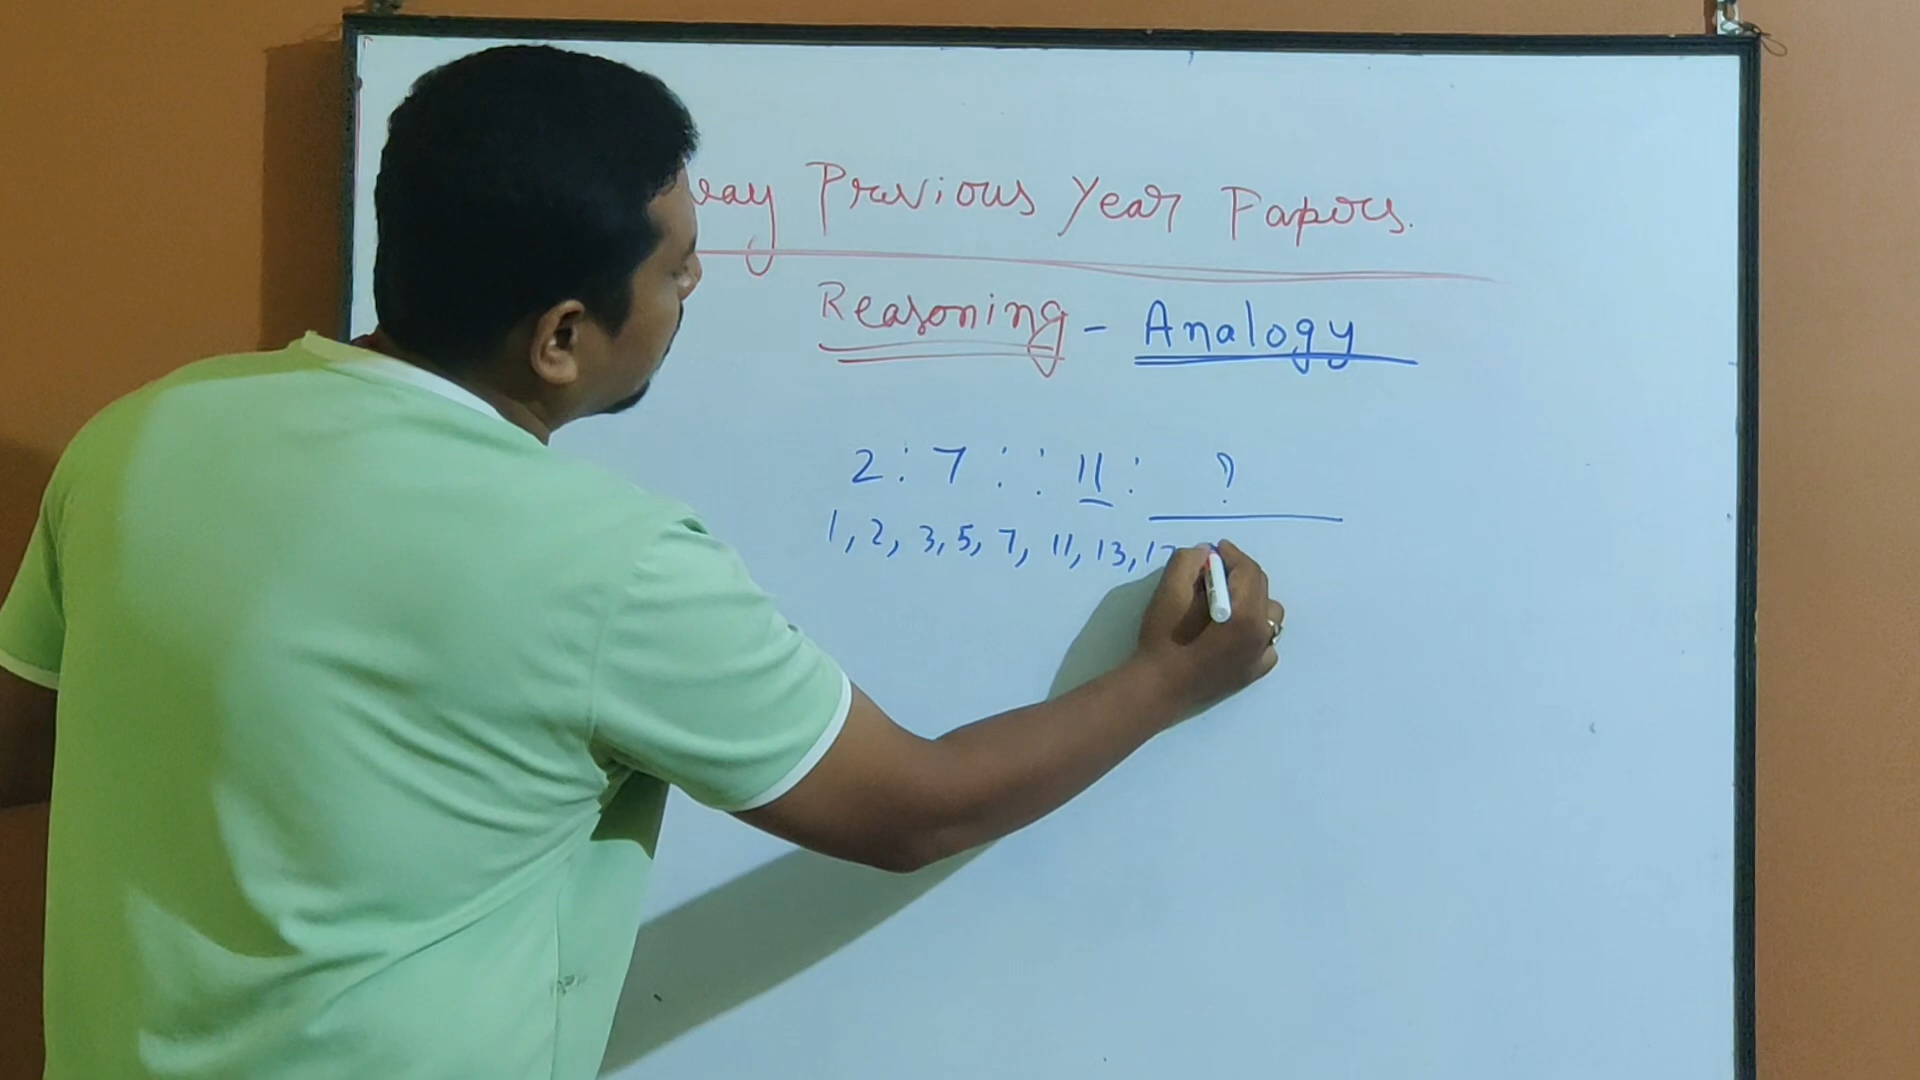 Previous Year Papers.
Reasoning - Analogy
2 : 7 : : 11 : ?
1, 2, 3, 5, 7, 11, 13,